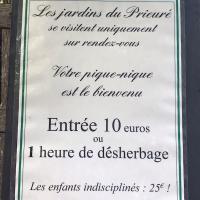 Les jardins du Prieuré
se visitent uniquement
sur rendez-vous
Votre pique-nique
est le bienvenu
Entrée 10 euros
ou
1 heure de désherbage
Les enfants indisciplinés : 25€ !